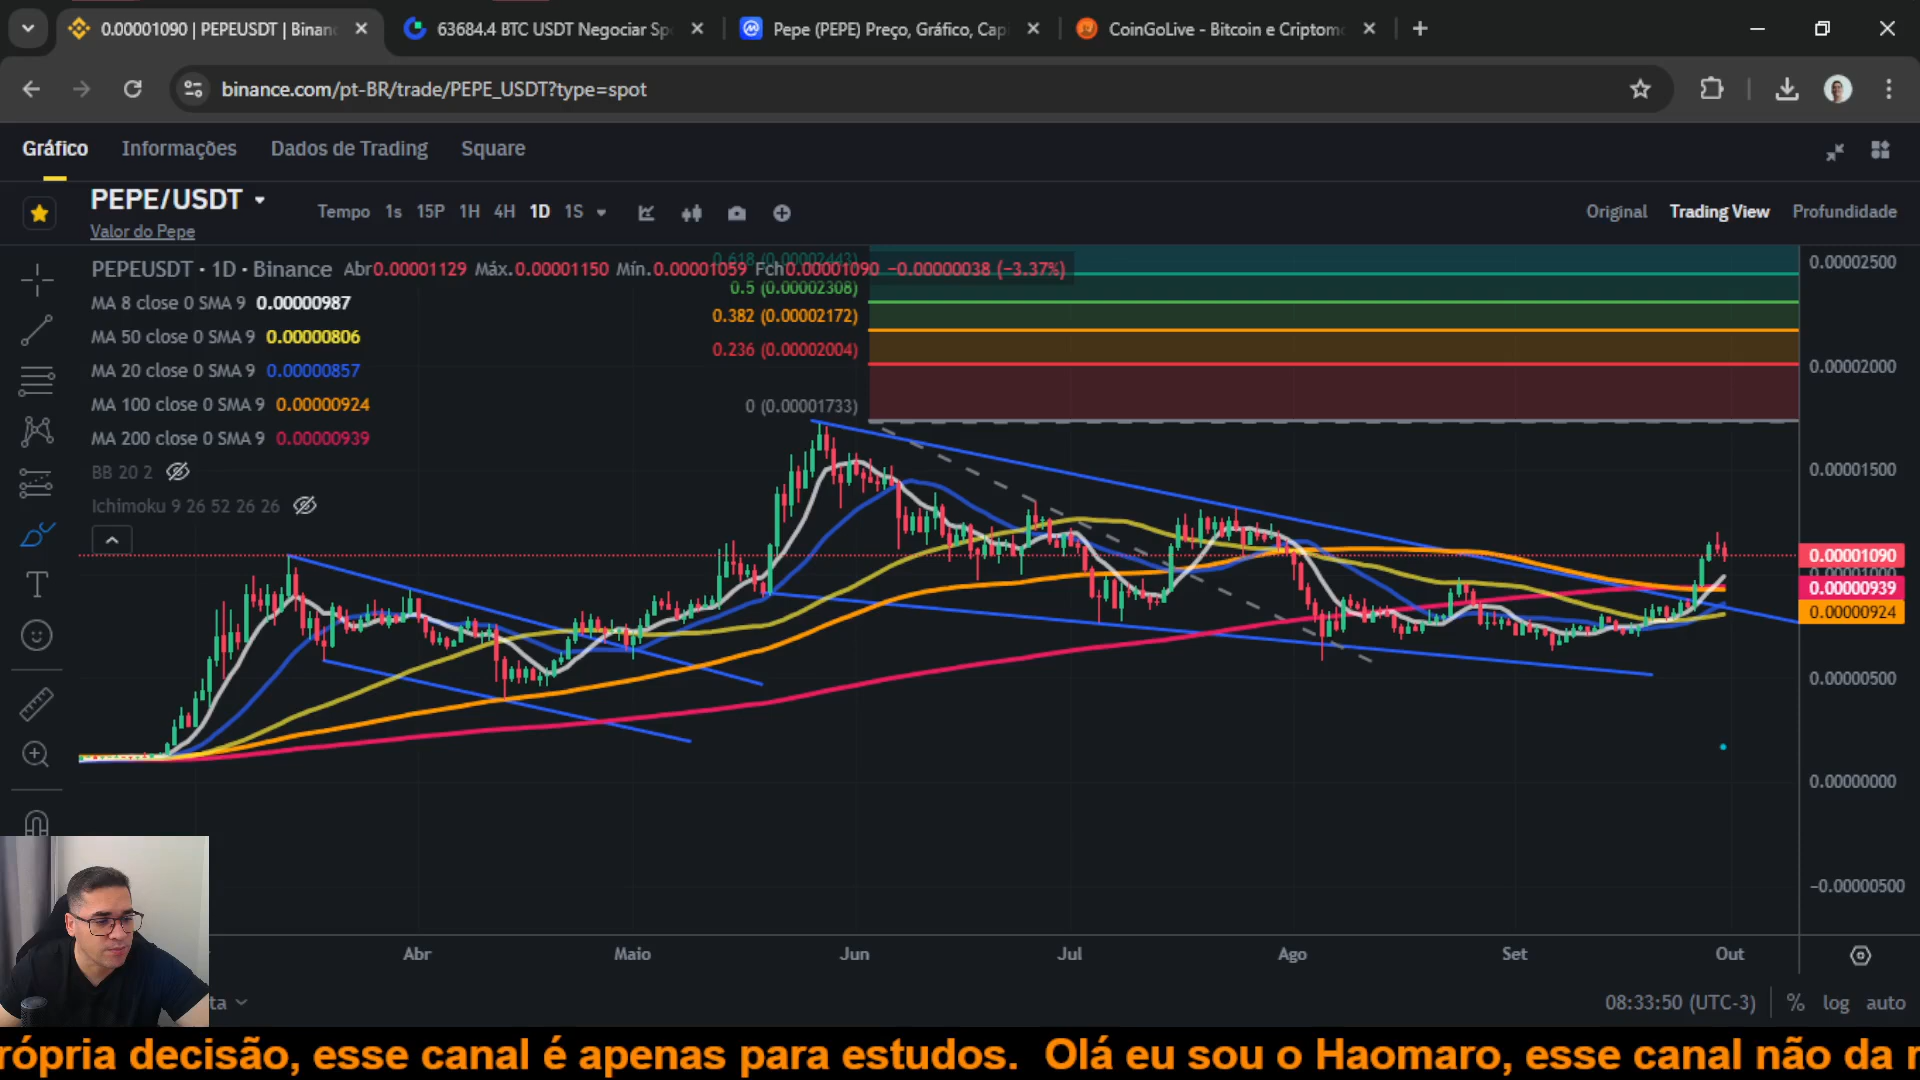 0.00001090 | PEPEUSDT | Binanc
63684.4 BTC USDT Negociar Sp
Pepe (PEPE) Preço, Gráfico, Cap
CoinGoLive - Bitcoin e Criptom
binance.com/pt-BR/trade/PEPE_USDT?type=spot
Gráfico Informações Dados de Trading Square
PEPE/USDT
Valor do Pepe
Tempo 1s 15P 1H 4H 1D 1S
Original Trading View Profundidade
PEPEUSDT · 1D · Binance Abr0.00001129 Máx.0.00001150 Mín.0.00001059 Fch0.00001090 −0.00000038 (−3.37%)
0.618 (0.00002443)
MA 8 close 0 SMA 9 0.00000987
MA 50 close 0 SMA 9 0.00000806
MA 20 close 0 SMA 9 0.00000857
MA 100 close 0 SMA 9 0.00000924
MA 200 close 0 SMA 9 0.00000939
BB 20 2
Ichimoku 9 26 52 26 26
0.5 (0.00002308)
0.382 (0.00002172)
0.236 (0.00002004)
0 (0.00001733)
0.00002500
0.00002000
0.00001500
0.00001090
0.00000939
0.00000924
0.00000500
0.00000000
−0.00000500
Abr Maio Jun Jul Ago Set Out
ta
08:33:50 (UTC-3) % log auto
rópria decisão, esse canal é apenas para estudos. Olá eu sou o Haomaro, esse canal não da r